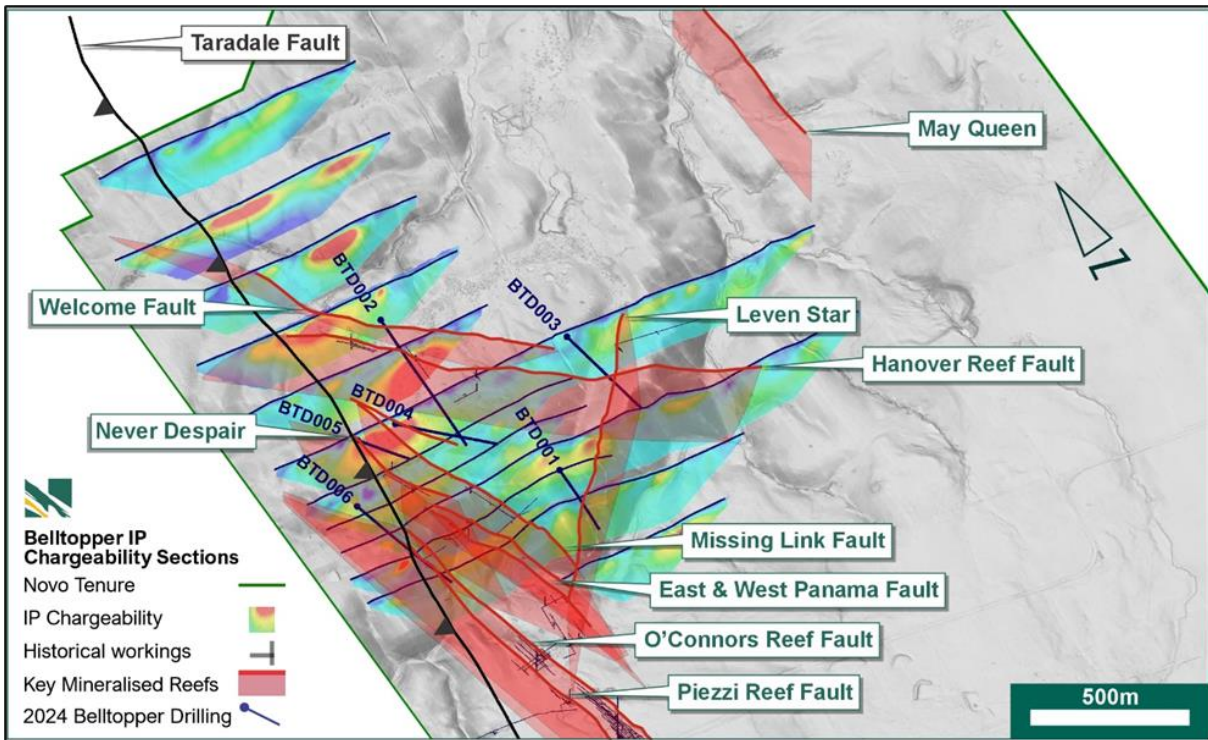 Taradale Fault
May Queen
Z
Welcome Fault
BTD002
BTD003
Leven Star
Hanover Reef Fault
BTD004
BTD005
Never Despair
BTD001
BTD006
Missing Link Fault
East & West Panama Fault
O'Connors Reef Fault
Piezzi Reef Fault
Belltopper IP
Chargeability Sections
Novo Tenure
IP Chargeability
Historical workings
Key Mineralised Reefs
2024 Belltopper Drilling
500m